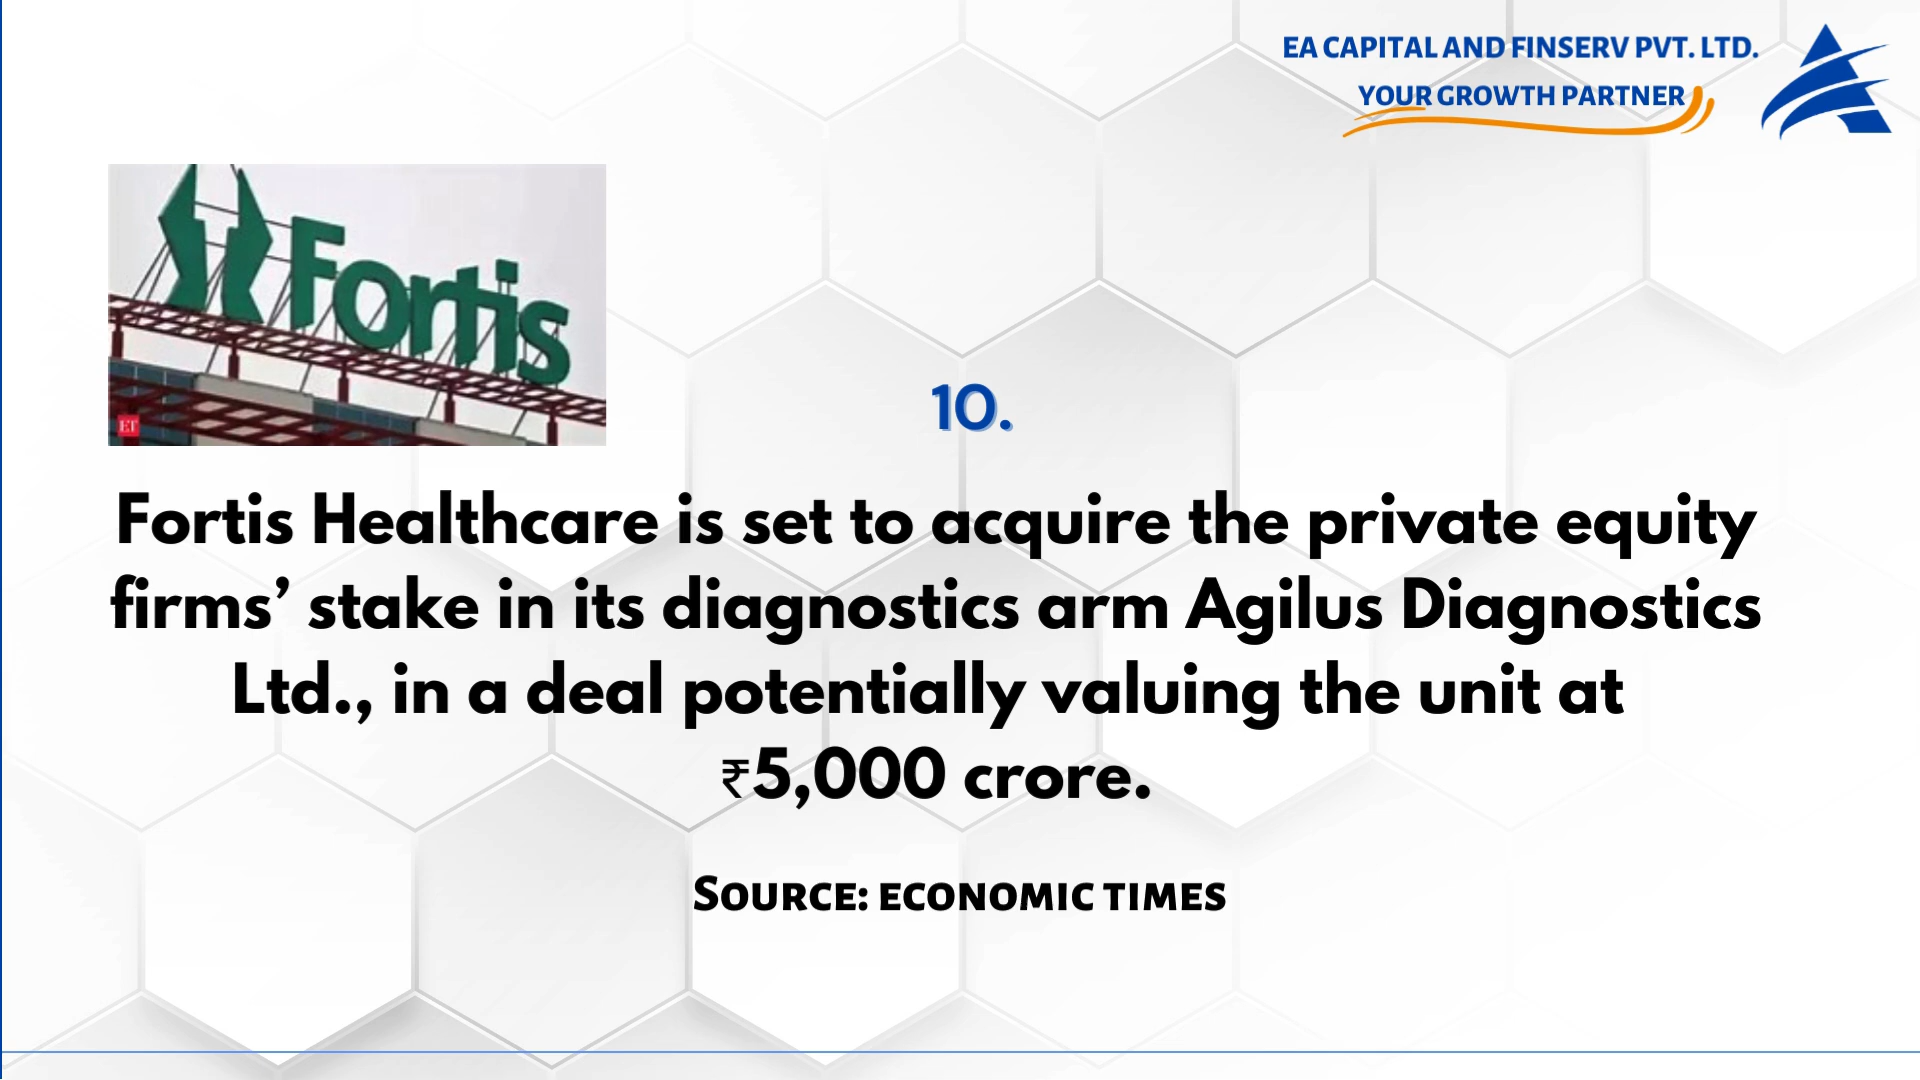 EA CAPITAL AND FINSERV PVT. LTD.
YOUR GROWTH PARTNER
Fortis
ET
10.
Fortis Healthcare is set to acquire the private equity
firms’ stake in its diagnostics arm Agilus Diagnostics
Ltd., in a deal potentially valuing the unit at
₹5,000 crore.
Source: economic times